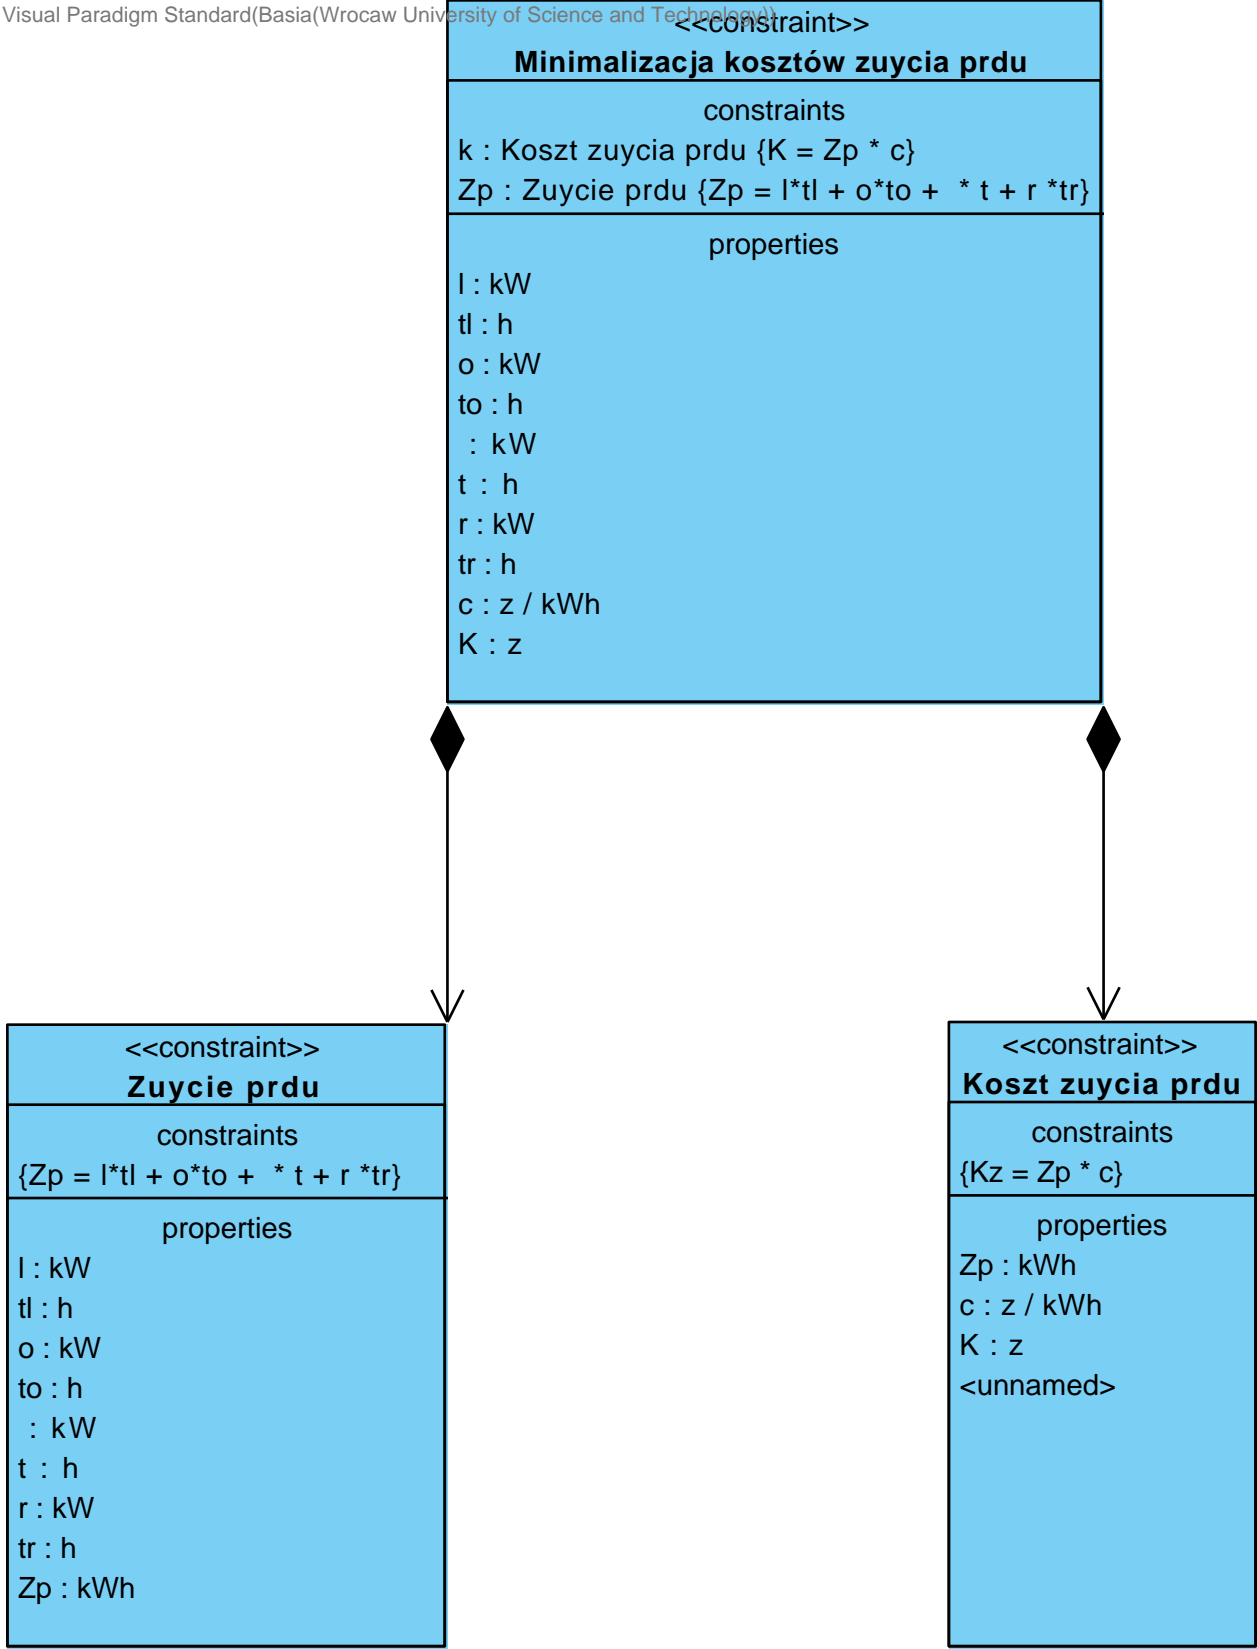 Visual Paradigm Standard(Basia(Wrocaw University of Science and Technology))
<<constraint>>
Minimalizacja kosztów zuycia prdu
constraints
k : Koszt zuycia prdu {K = Zp * c}
Zp : Zuycie prdu {Zp = l*tl + o*to +  * t + r *tr}
properties
l : kW
tl : h
o : kW
to : h
: kW
t : h
r : kW
tr : h
c : z / kWh
K : z
<<constraint>>
Zuycie prdu
constraints
{Zp = l*tl + o*to +  * t + r *tr}
properties
l : kW
tl : h
o : kW
to : h
: kW
t : h
r : kW
tr : h
Zp : kWh
<<constraint>>
Koszt zuycia prdu
constraints
{Kz = Zp * c}
properties
Zp : kWh
c : z / kWh
K : z
<unnamed>